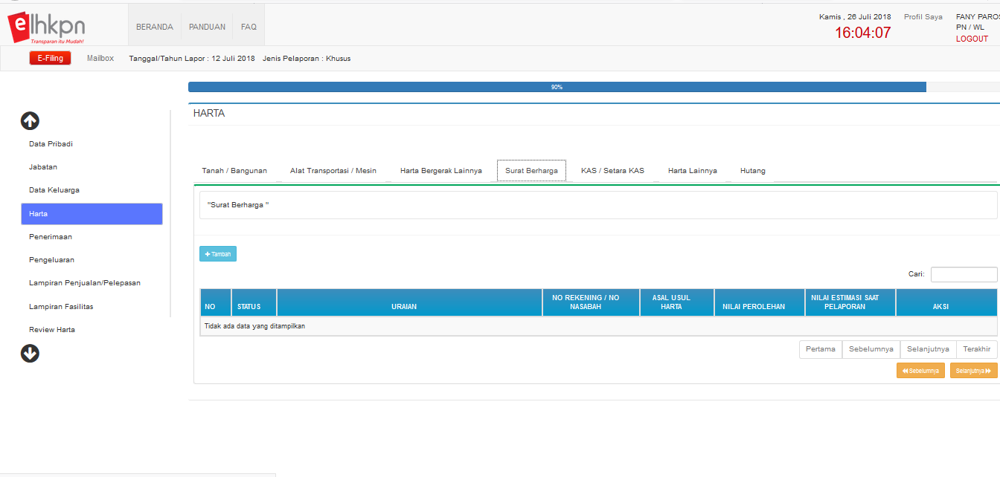 elhkpn
Transparan itu Mudah!
BERANDA PANDUAN FAQ
Kamis , 26 Juli 2018 Profil Saya FANY PAROS
16:04:07 PN / WL
LOGOUT
E-Filing Mailbox Tanggal/Tahun Lapor : 12 Juli 2018 Jenis Pelaporan : Khusus
90%
HARTA
Data Pribadi
Jabatan
Data Keluarga
Harta
Penerimaan
Pengeluaran
Lampiran Penjualan/Pelepasan
Lampiran Fasilitas
Review Harta
Tanah / Bangunan Alat Transportasi / Mesin Harta Bergerak Lainnya Surat Berharga KAS / Setara KAS Harta Lainnya Hutang
"Surat Berharga "
Tambah
Cari:
NO STATUS URAIAN NO REKENING / NO NASABAH ASAL USUL HARTA NILAI PEROLEHAN NILAI ESTIMASI SAAT PELAPORAN AKSI
Tidak ada data yang ditampilkan
Pertama Sebelumnya Selanjutnya Terakhir
Sebelumnya Selanjutnya